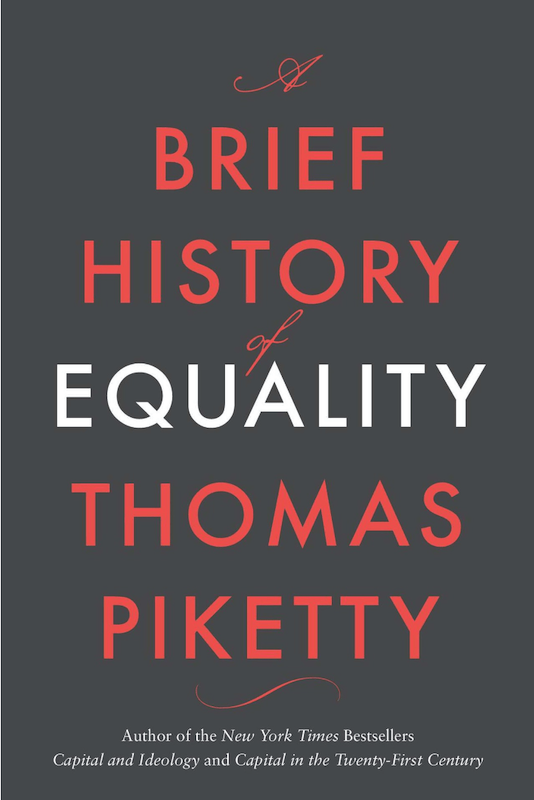 A
BRIEF
HISTORY
of
EQUALITY
THOMAS
PIKETTY
Author of the New York Times Bestsellers
Capital and Ideology and Capital in the Twenty-First Century